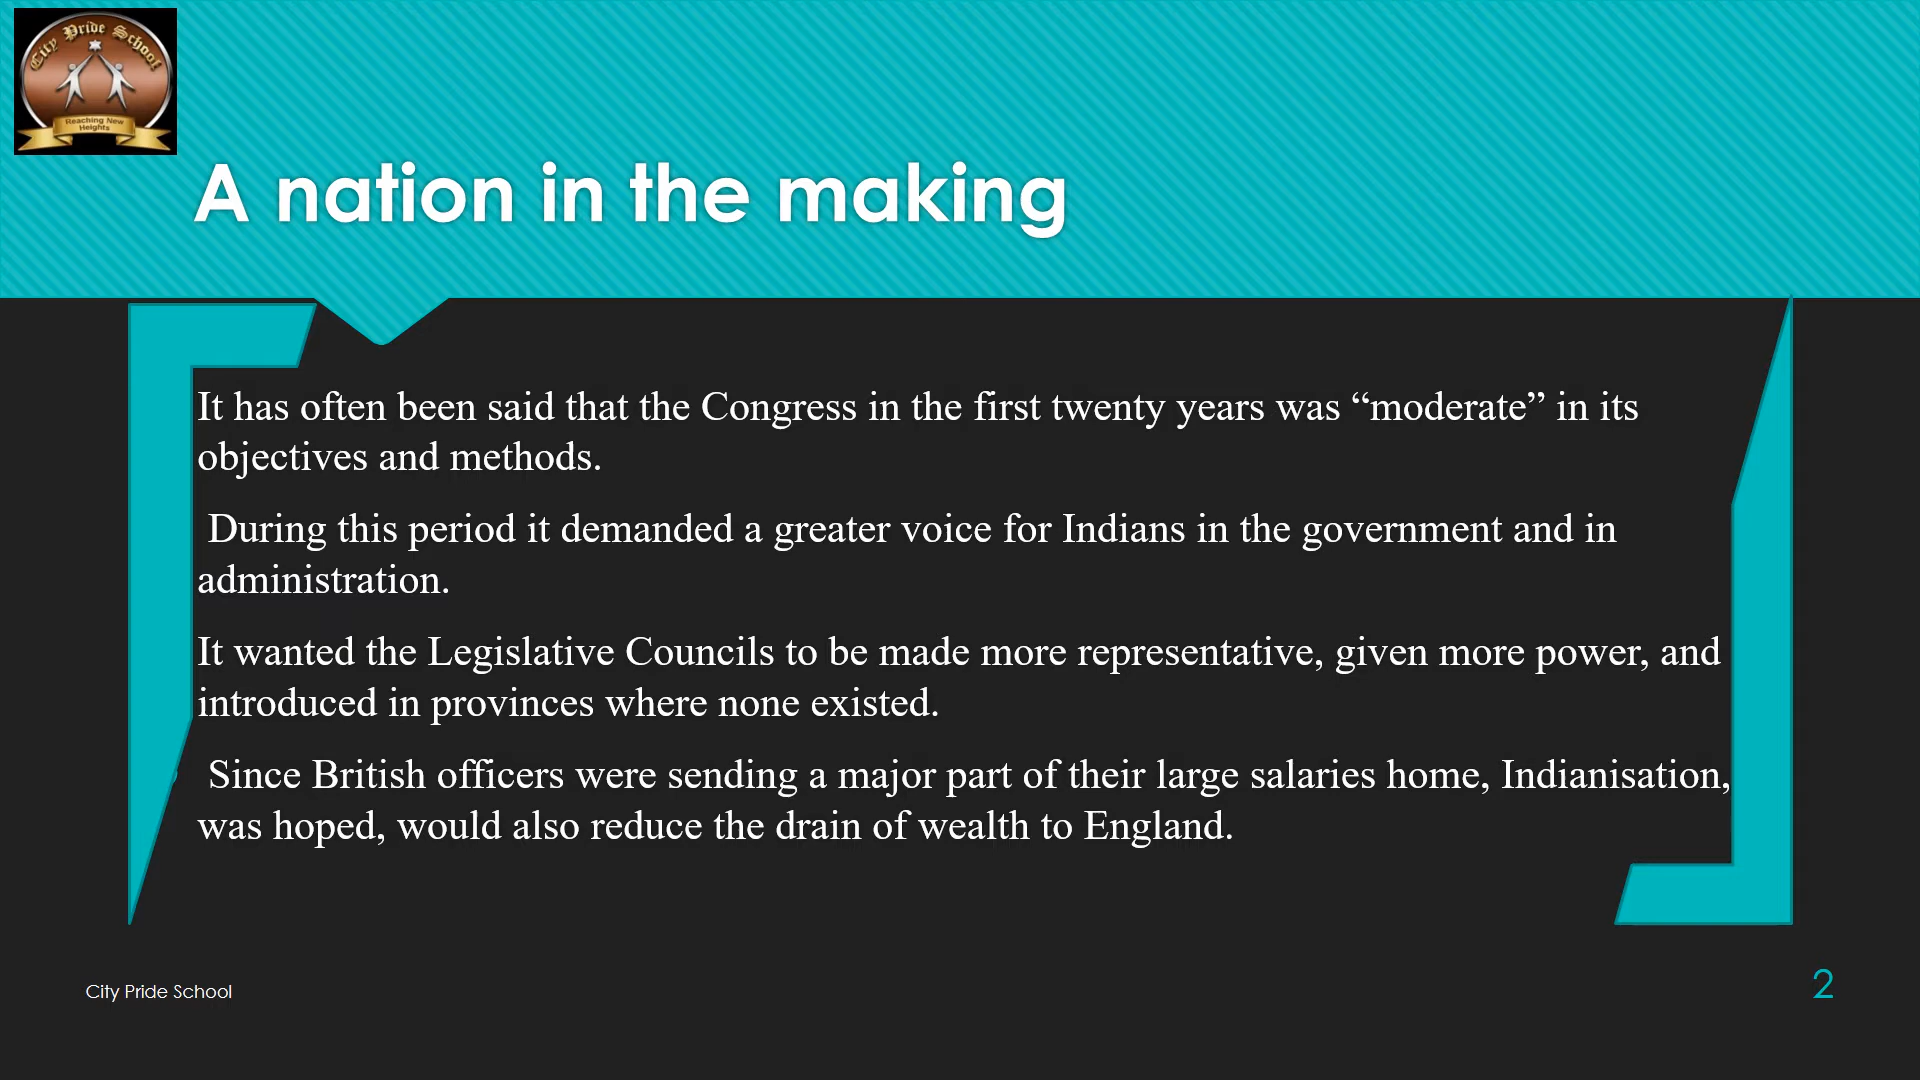 City Pride School
Reaching New
Heights
A nation in the making
It has often been said that the Congress in the first twenty years was “moderate” in its
objectives and methods.
During this period it demanded a greater voice for Indians in the government and in
administration.
It wanted the Legislative Councils to be made more representative, given more power, and
introduced in provinces where none existed.
Since British officers were sending a major part of their large salaries home, Indianisation,
was hoped, would also reduce the drain of wealth to England.
City Pride School
2